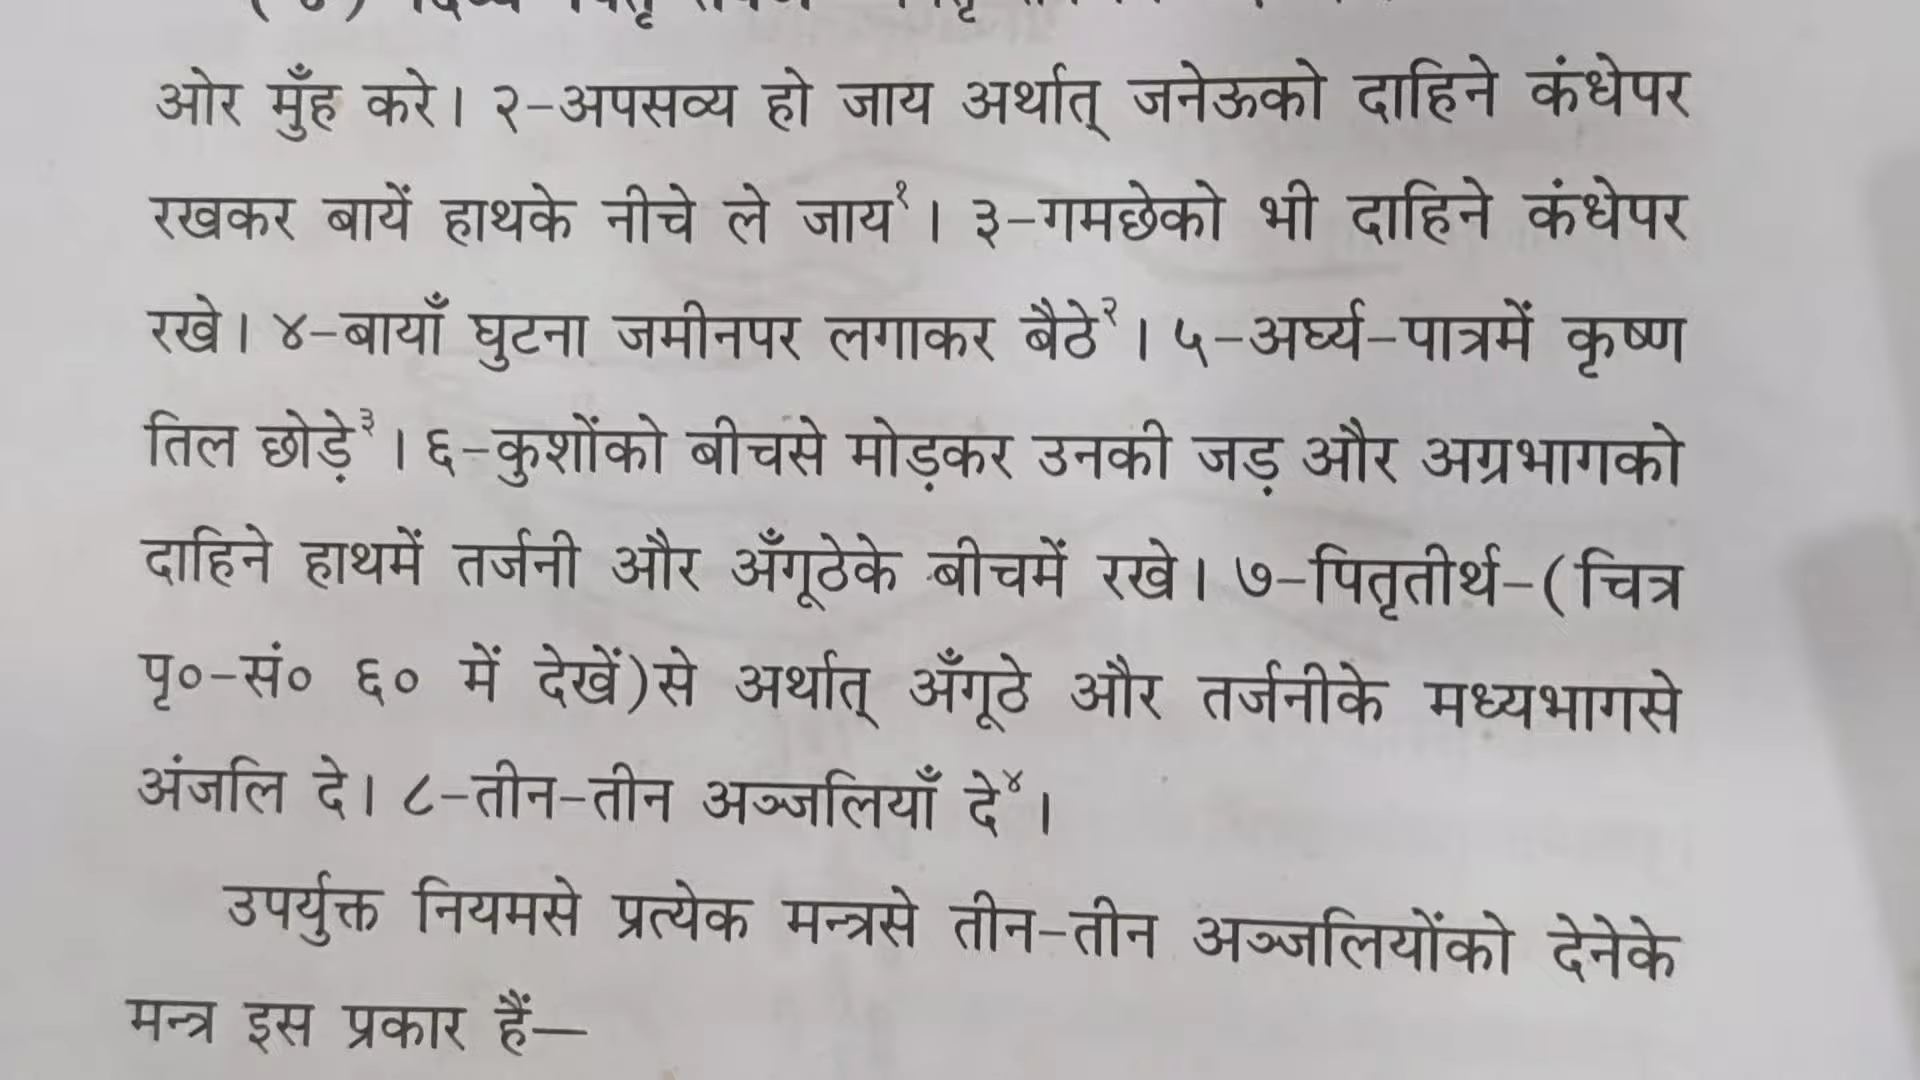 ओर मुँह करे। २-अपसव्य हो जाय अर्थात् जनेऊको दाहिने कंधेपर
रखकर बायें हाथके नीचे ले जाय१। ३-गमछेको भी दाहिने कंधेपर
रखे। ४-बायाँ घुटना जमीनपर लगाकर बैठे२। ५-अर्घ्य-पात्रमें कृष्ण
तिल छोड़े३। ६-कुशोंको बीचसे मोड़कर उनकी जड़ और अग्रभागको
दाहिने हाथमें तर्जनी और अँगूठेके बीचमें रखे। ७-पितृतीर्थ-(चित्र
पृ०-सं० ६० में देखें)से अर्थात् अँगूठे और तर्जनीके मध्यभागसे
अंजलि दे। ८-तीन-तीन अञ्जलियाँ दे४।
उपर्युक्त नियमसे प्रत्येक मन्त्रसे तीन-तीन अञ्जलियोंको देनेके
मन्त्र इस प्रकार हैं—